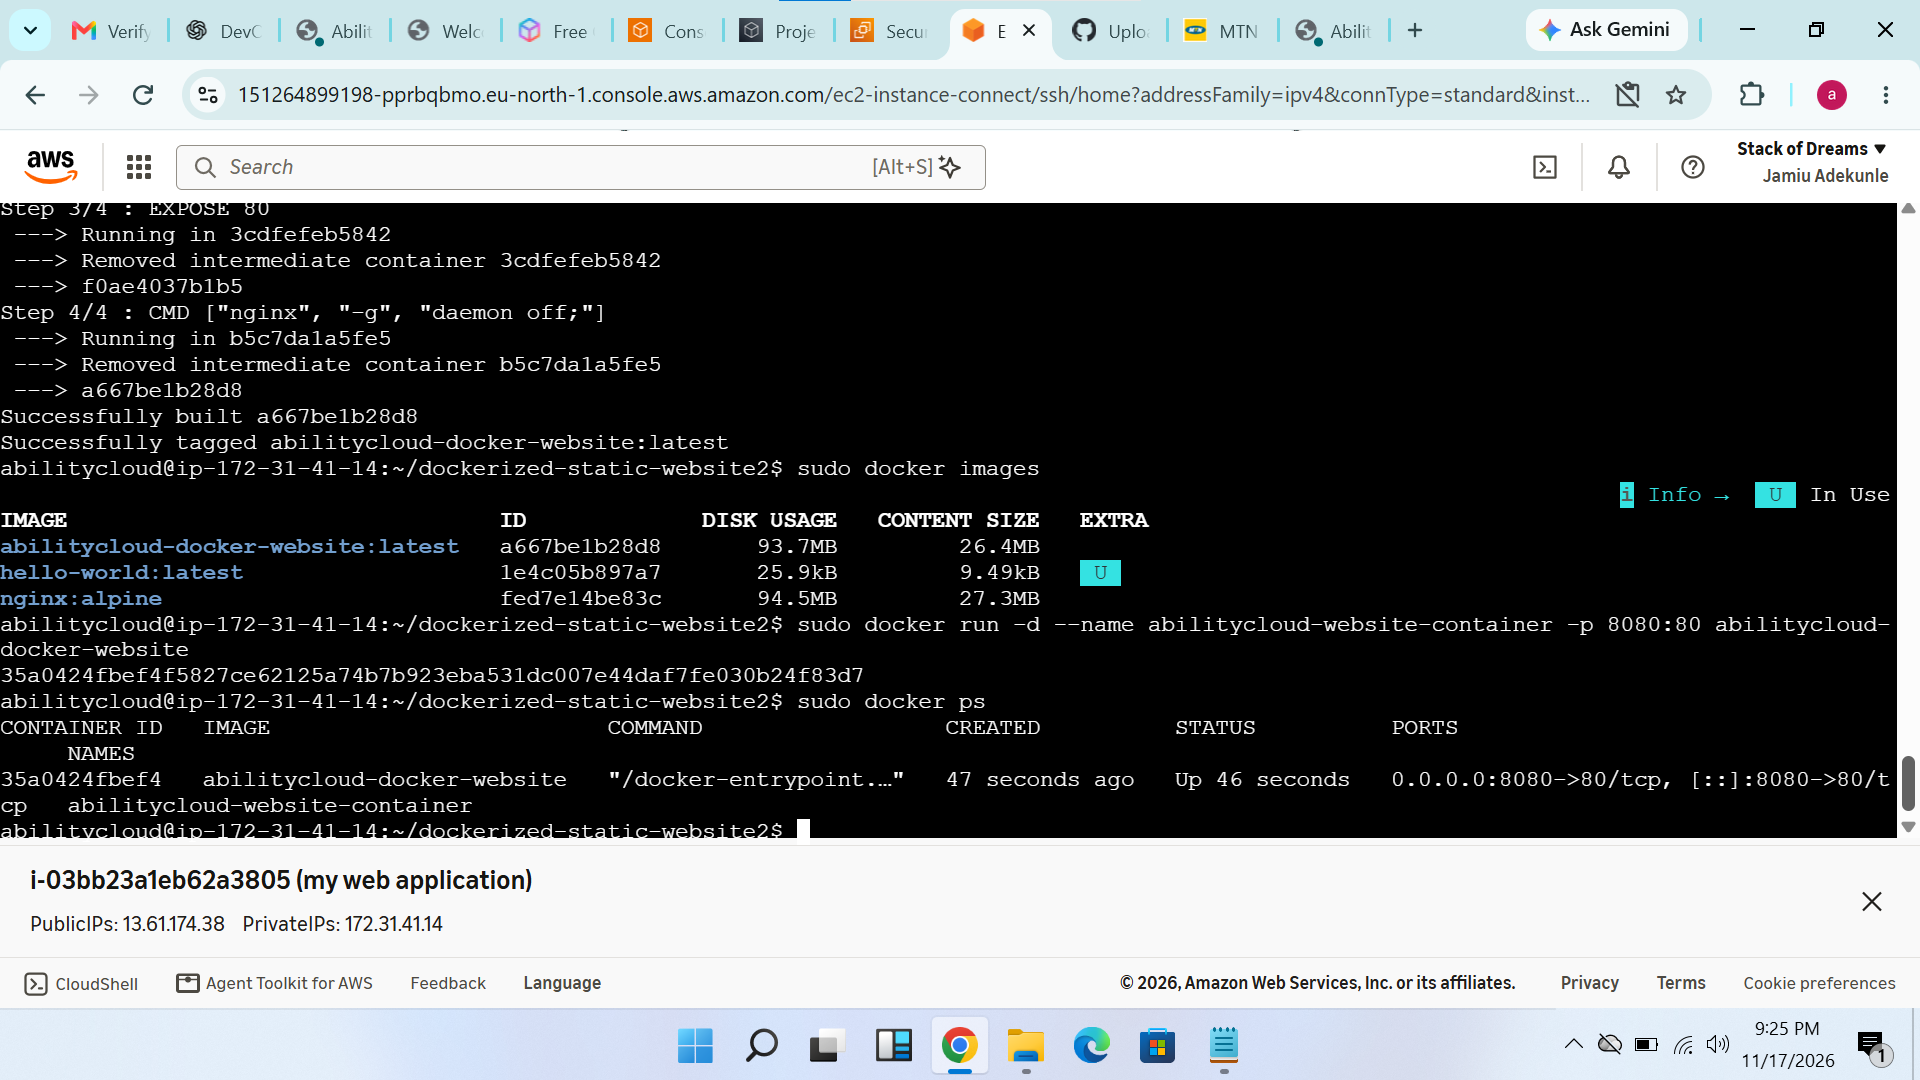 Verify
DevC
Abilit
Welc
Free
Cons
Proje
Secu
E
Uplo
MTN
Abilit
Ask Gemini
151264899198-pprbqbmo.eu-north-1.console.aws.amazon.com/ec2-instance-connect/ssh/home?addressFamily=ipv4&connType=standard&inst...
a
aws
Search
[Alt+S]
Stack of Dreams
Jamiu Adekunle
Step 3/4 : EXPOSE 80
---> Running in 3cdfefeb5842
---> Removed intermediate container 3cdfefeb5842
---> f0ae4037b1b5
Step 4/4 : CMD ["nginx", "-g", "daemon off;"]
---> Running in b5c7da1a5fe5
---> Removed intermediate container b5c7da1a5fe5
---> a667be1b28d8
Successfully built a667be1b28d8
Successfully tagged abilitycloud-docker-website:latest
abilitycloud@ip-172-31-41-14:~/dockerized-static-website2$ sudo docker images
i Info → U In Use
IMAGE ID DISK USAGE CONTENT SIZE EXTRA
abilitycloud-docker-website:latest a667be1b28d8 93.7MB 26.4MB
hello-world:latest 1e4c05b897a7 25.9kB 9.49kB U
nginx:alpine fed7e14be83c 94.5MB 27.3MB
abilitycloud@ip-172-31-41-14:~/dockerized-static-website2$ sudo docker run -d --name abilitycloud-website-container -p 8080:80 abilitycloud-
docker-website
35a0424fbef4f5827ce62125a74b7b923eba531dc007e44daf7fe030b24f83d7
abilitycloud@ip-172-31-41-14:~/dockerized-static-website2$ sudo docker ps
CONTAINER ID IMAGE COMMAND CREATED STATUS PORTS
NAMES
35a0424fbef4 abilitycloud-docker-website "/docker-entrypoint.…" 47 seconds ago Up 46 seconds 0.0.0.0:8080->80/tcp, [::]:8080->80/t
cp abilitycloud-website-container
abilitycloud@ip-172-31-41-14:~/dockerized-static-website2$
i-03bb23a1eb62a3805 (my web application)
PublicIPs: 13.61.174.38 PrivateIPs: 172.31.41.14
CloudShell
Agent Toolkit for AWS
Feedback
Language
© 2026, Amazon Web Services, Inc. or its affiliates.
Privacy
Terms
Cookie preferences
9:25 PM
11/17/2026
1